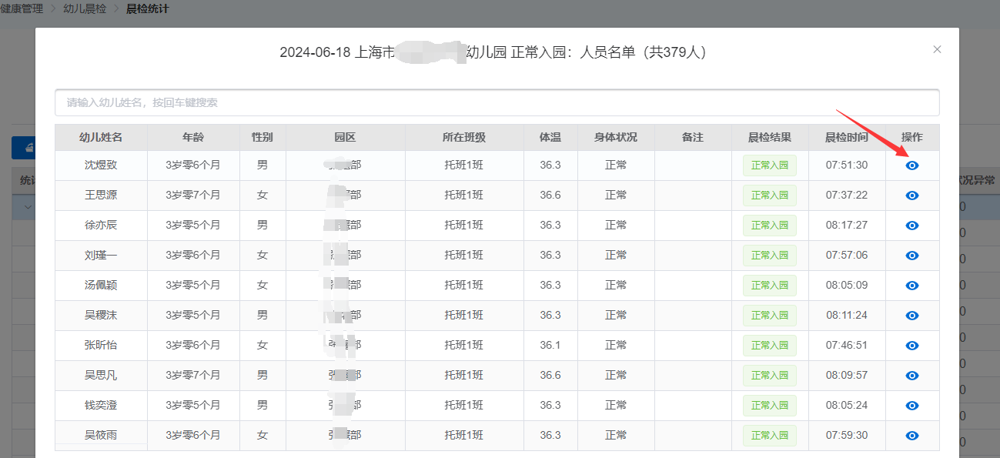 健康管理 > 幼儿晨检 > 晨检统计
2024-06-18 上海市 幼儿园 正常入园：人员名单（共379人）
请输入幼儿姓名，按回车键搜索
幼儿姓名 年龄 性别 园区 所在班级 体温 身体状况 备注 晨检结果 晨检时间 操作
沈煜致 3岁零6个月 男 部 托班1班 36.3 正常 正常入园 07:51:30
王思源 3岁零7个月 女 部 托班1班 36.6 正常 正常入园 07:37:22
徐亦辰 3岁零5个月 男 部 托班1班 36.3 正常 正常入园 08:17:27
刘瑾一 3岁零6个月 女 部 托班1班 36.3 正常 正常入园 07:57:06
汤佩颖 3岁零5个月 女 部 托班1班 36.3 正常 正常入园 08:05:09
吴稷沫 3岁零5个月 男 部 托班1班 36.3 正常 正常入园 08:11:24
张昕怡 3岁零6个月 女 张 部 托班1班 36.1 正常 正常入园 07:46:51
吴思凡 3岁零7个月 男 张 部 托班1班 36.6 正常 正常入园 08:09:57
钱奕澄 3岁零5个月 男 张 部 托班1班 36.3 正常 正常入园 08:05:24
吴筱雨 3岁零6个月 女 张 部 托班1班 36.3 正常 正常入园 07:59:30
统计
状况异常
0
0
0
0
0
0
0
0
0
0